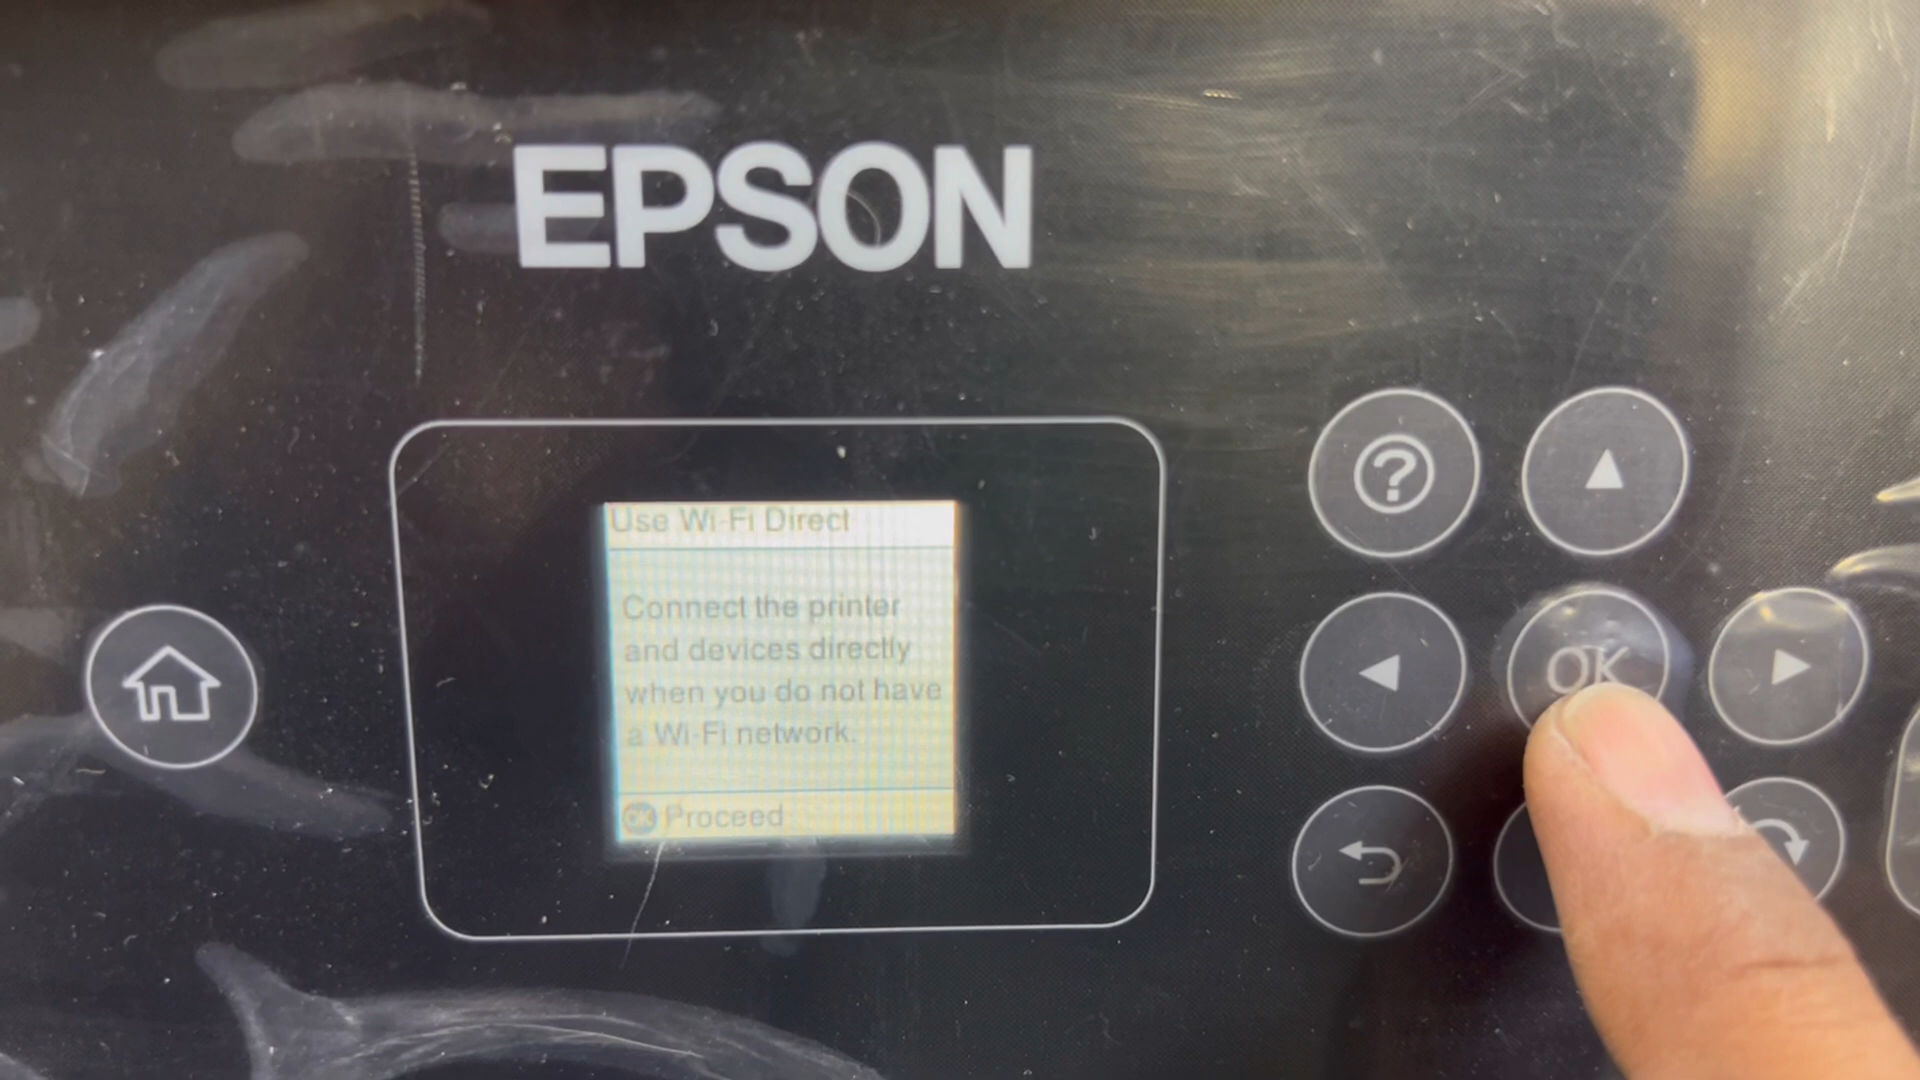 EPSON
Use Wi-Fi Direct
Connect the printer
and devices directly
when you do not have
a Wi-Fi network.
OK Proceed
?
OK